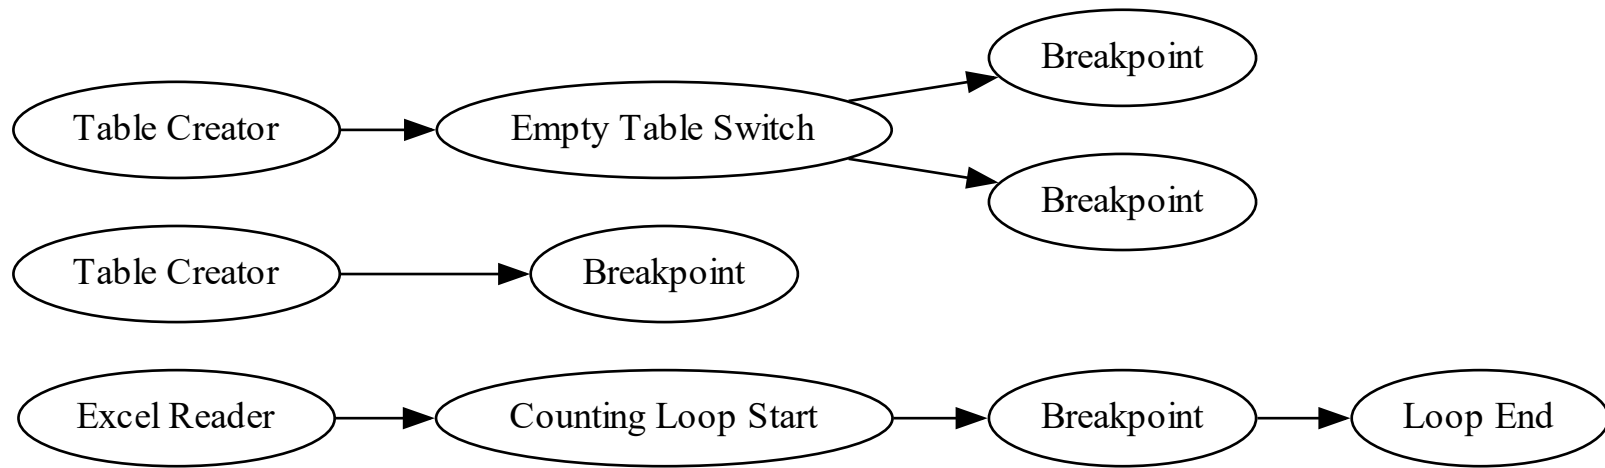 Breakpoint
Table Creator
Empty Table Switch
Breakpoint
Table Creator
Breakpoint
Excel Reader
Counting Loop Start
Breakpoint
Loop End